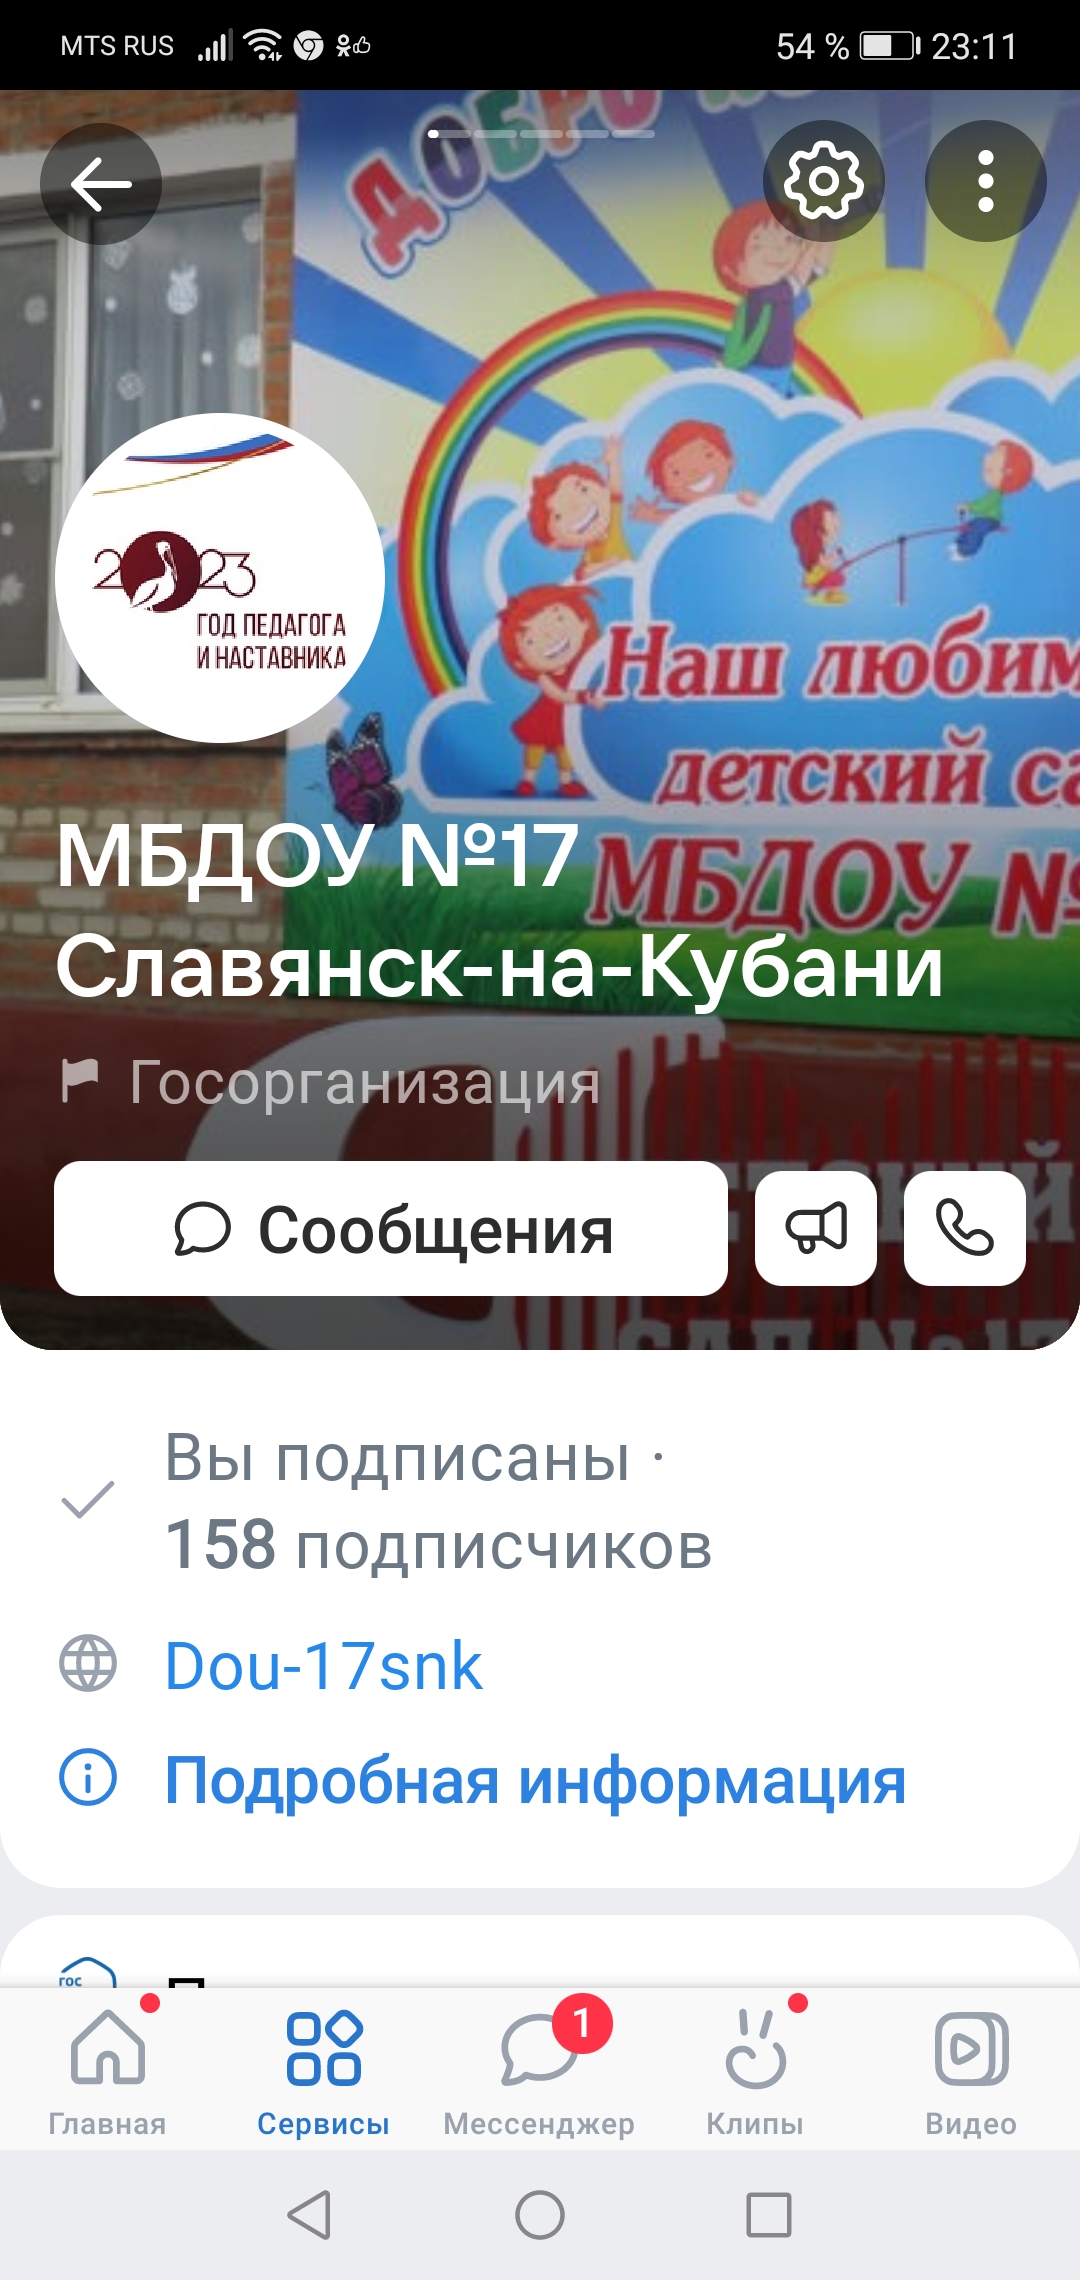 MTS RUS
54 %
23:11
ДОБРО
2023
ГОД ПЕДАГОГА
И НАСТАВНИКА
Наш любим
детский са
МБДОУ №
МБДОУ №17
Славянск-на-Кубани
Госорганизация
Сообщения
САД №17
Вы подписаны ·
158 подписчиков
Dou-17snk
Подробная информация
гос
1
Главная
Сервисы
Мессенджер
Клипы
Видео